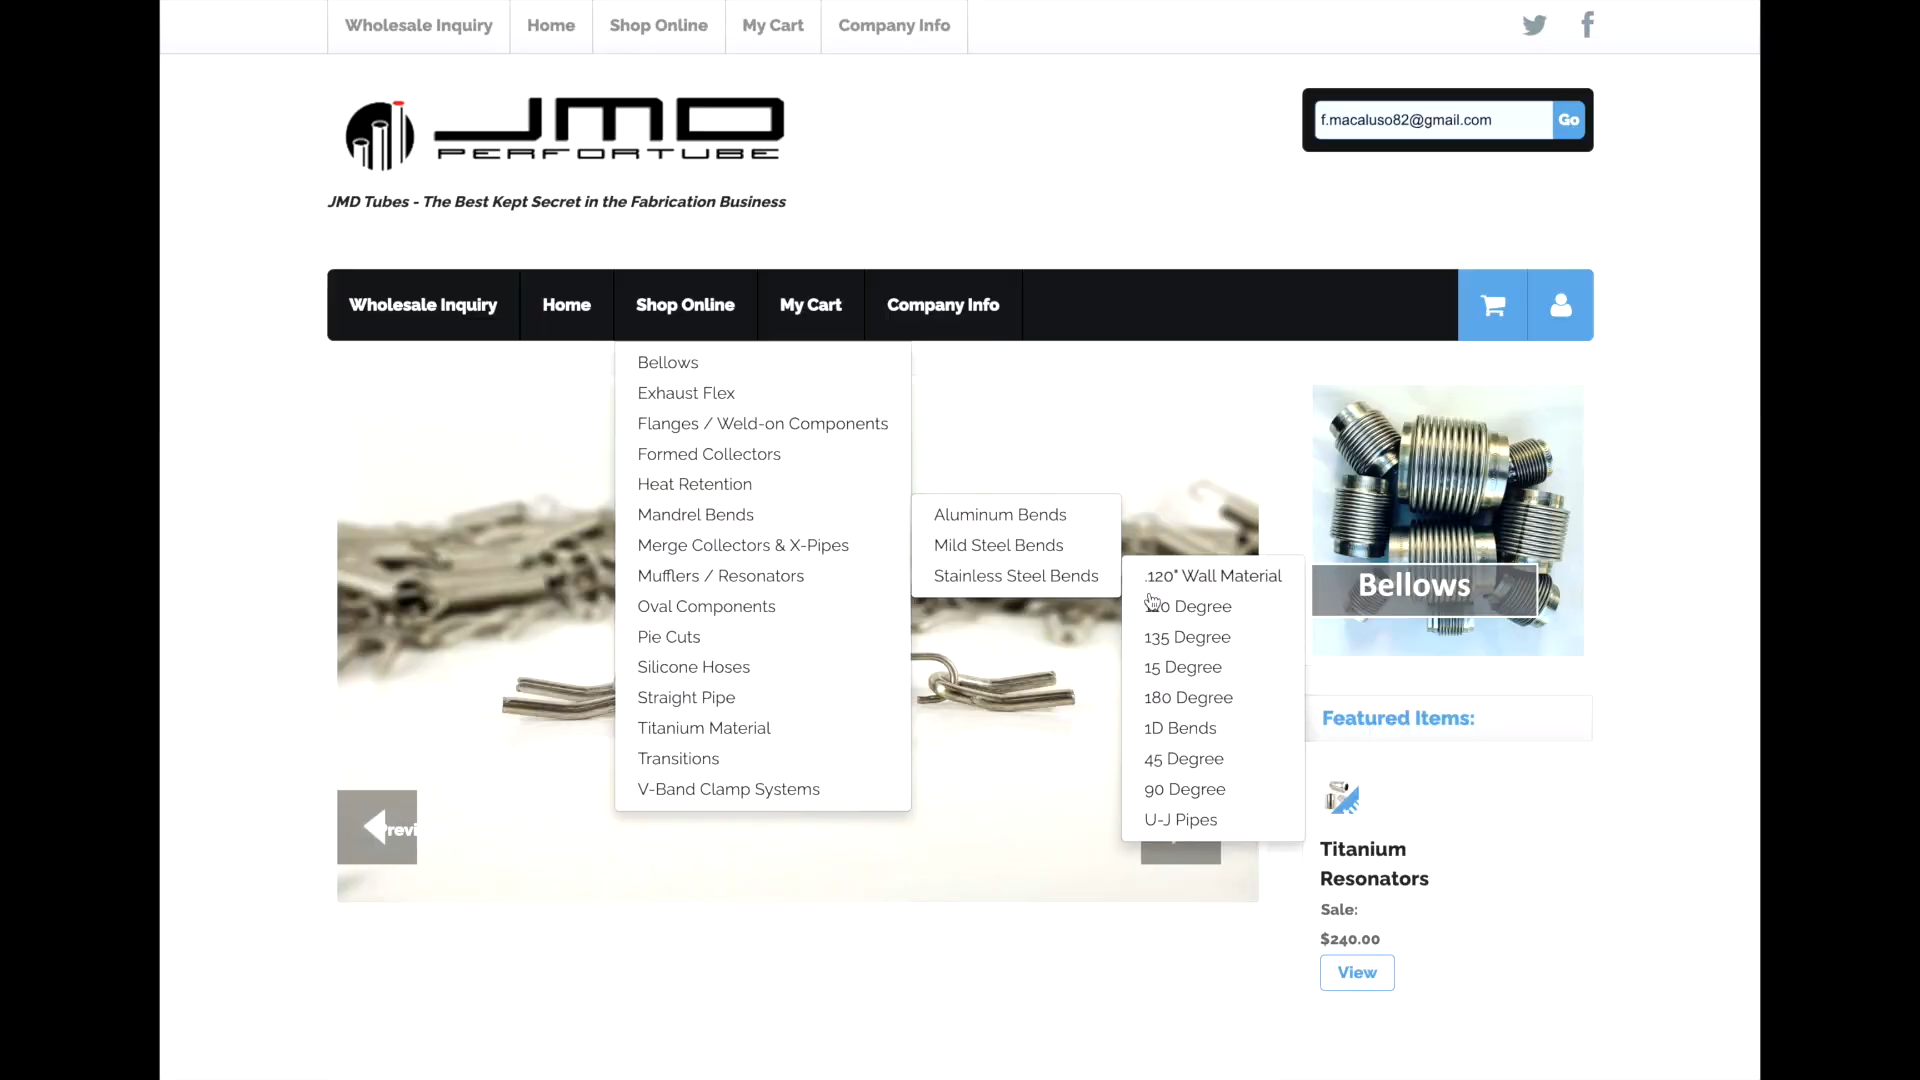 Wholesale Inquiry
Home
Shop Online
My Cart
Company Info
JMD
PERFORTUBE
JMD Tubes - The Best Kept Secret in the Fabrication Business
f.macaluso82@gmail.com
Go
Wholesale Inquiry
Home
Shop Online
My Cart
Company Info
Bellows
Exhaust Flex
Flanges / Weld-on Components
Formed Collectors
Heat Retention
Mandrel Bends
Merge Collectors & X-Pipes
Mufflers / Resonators
Oval Components
Pie Cuts
Silicone Hoses
Straight Pipe
Titanium Material
Transitions
V-Band Clamp Systems
Aluminum Bends
Mild Steel Bends
Stainless Steel Bends
.120" Wall Material
Degree
135 Degree
15 Degree
180 Degree
1D Bends
45 Degree
90 Degree
U-J Pipes
Bellows
Featured Items:
Titanium
Resonators
Sale:
$240.00
View